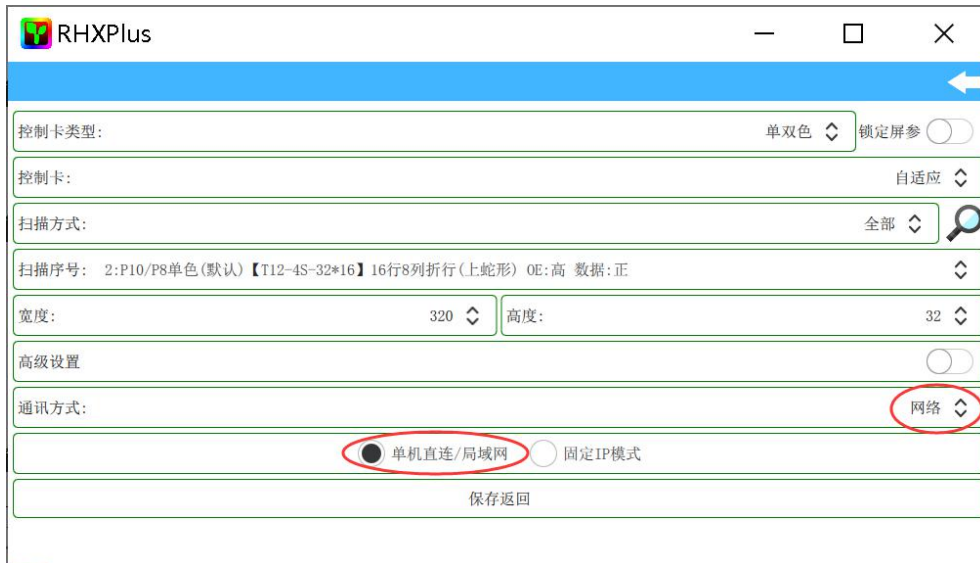 RHXPlus
控制卡类型: 单双色 锁定屏参
控制卡: 自适应
扫描方式: 全部
扫描序号: 2:P10/P8单色(默认)【T12-4S-32*16】16行8列折行(上蛇形) OE:高 数据:正
宽度: 320 高度: 32
高级设置
通讯方式: 网络
单机直连/局域网 固定IP模式
保存返回